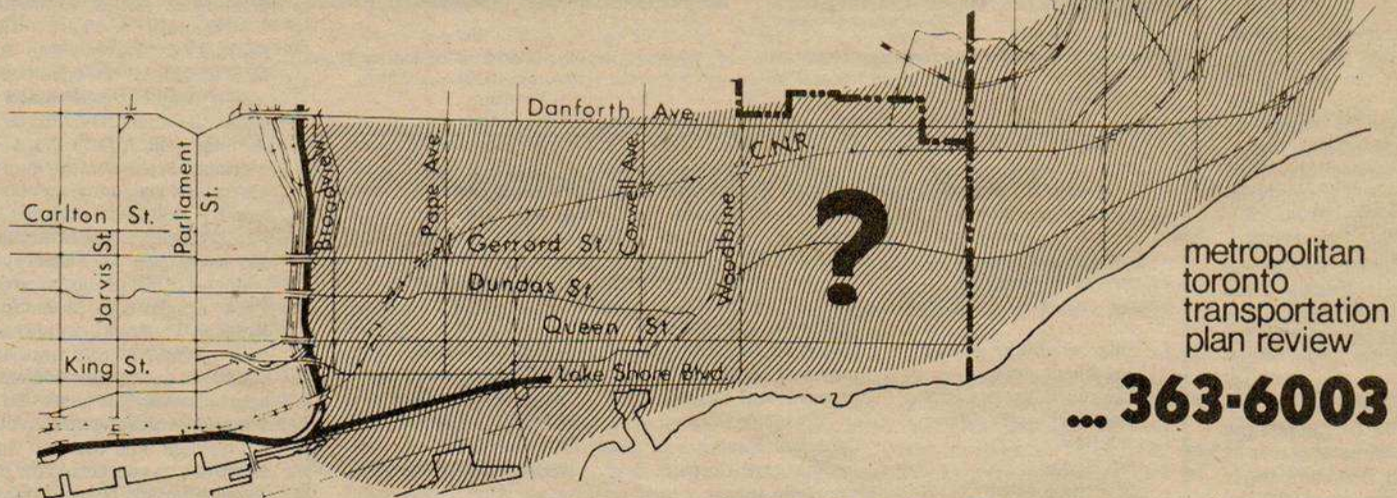 Danforth Ave.
C.N.R
Broadview
Pape Ave
Coxwell Ave.
Woodbine
Carlton St.
Parliament
St.
Jarvis St.
Gerrard St.
Dundas St.
Queen St.
King St.
Lake Shore Blvd.
?
metropolitan
toronto
transportation
plan review
... 363-6003